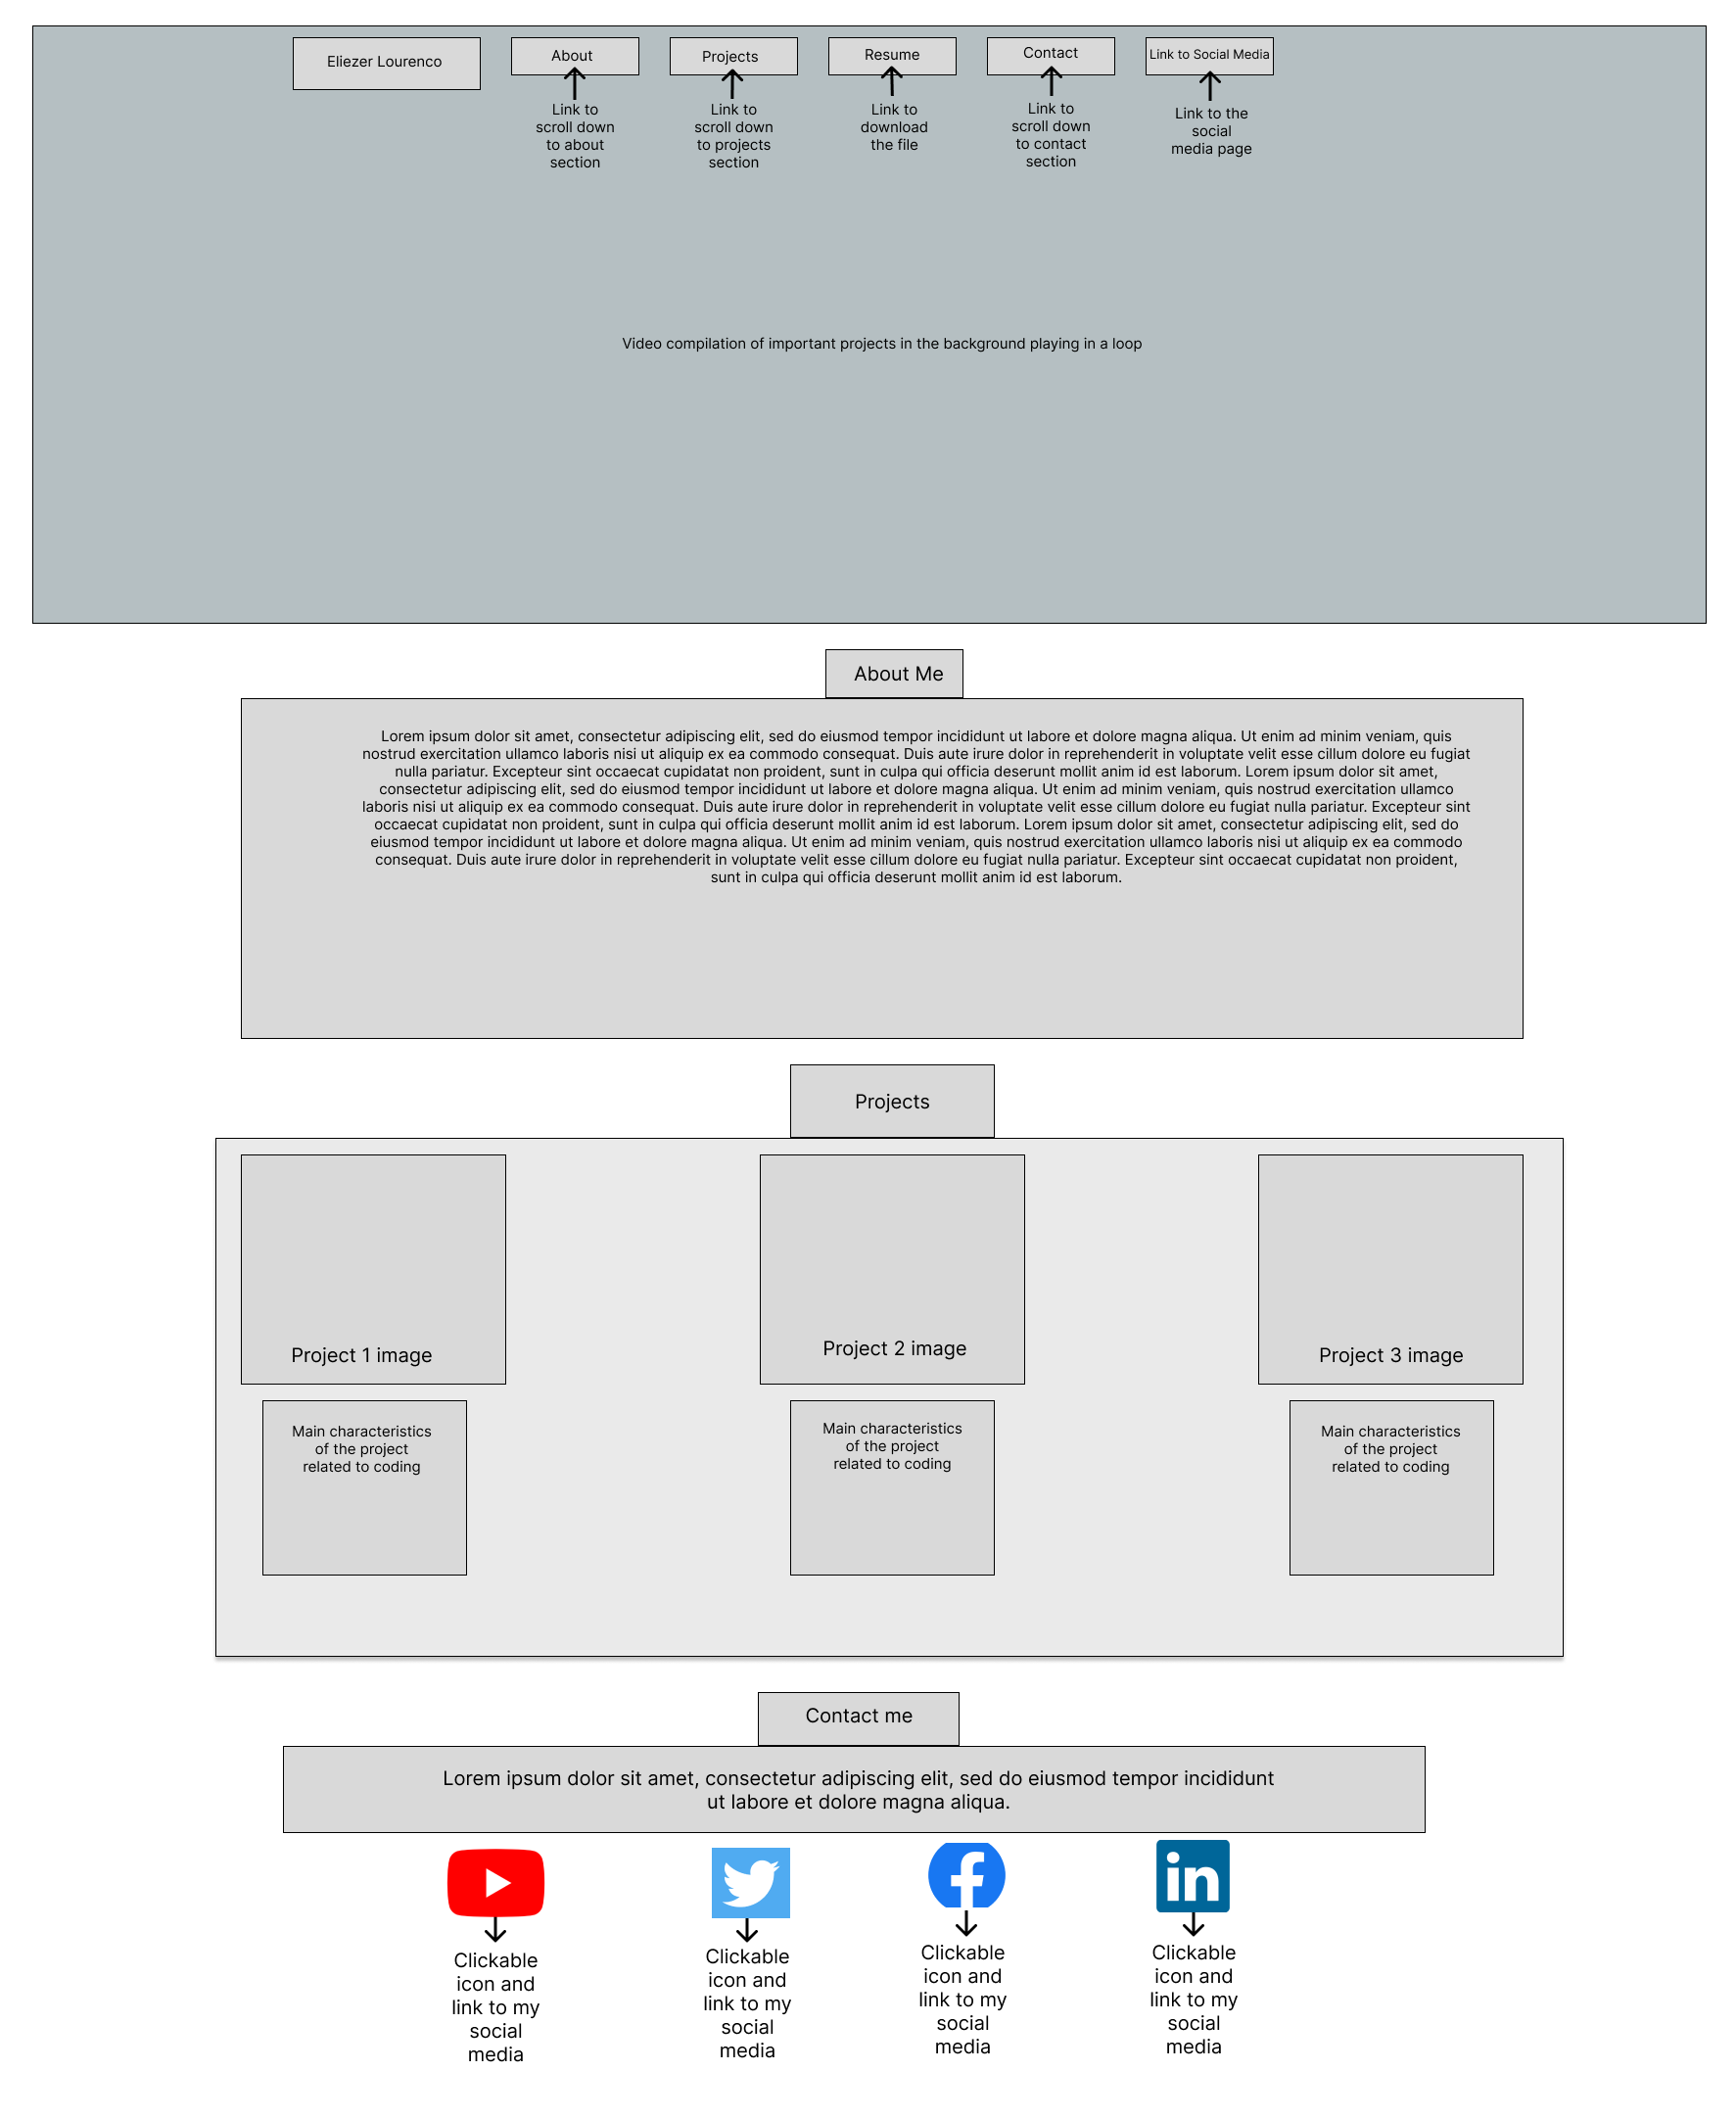 Eliezer Lourenco
About
Projects
Resume
Contact
Link to Social Media
Link to
scroll down
to about
section
Link to
scroll down
to projects
section
Link to
download
the file
Link to
scroll down
to contact
section
Link to the
social
media page
Video compilation of important projects in the background playing in a loop
About Me
Lorem ipsum dolor sit amet, consectetur adipiscing elit, sed do eiusmod tempor incididunt ut labore et dolore magna aliqua. Ut enim ad minim veniam, quis
nostrud exercitation ullamco laboris nisi ut aliquip ex ea commodo consequat. Duis aute irure dolor in reprehenderit in voluptate velit esse cillum dolore eu fugiat
nulla pariatur. Excepteur sint occaecat cupidatat non proident, sunt in culpa qui officia deserunt mollit anim id est laborum. Lorem ipsum dolor sit amet,
consectetur adipiscing elit, sed do eiusmod tempor incididunt ut labore et dolore magna aliqua. Ut enim ad minim veniam, quis nostrud exercitation ullamco
laboris nisi ut aliquip ex ea commodo consequat. Duis aute irure dolor in reprehenderit in voluptate velit esse cillum dolore eu fugiat nulla pariatur. Excepteur sint
occaecat cupidatat non proident, sunt in culpa qui officia deserunt mollit anim id est laborum. Lorem ipsum dolor sit amet, consectetur adipiscing elit, sed do
eiusmod tempor incididunt ut labore et dolore magna aliqua. Ut enim ad minim veniam, quis nostrud exercitation ullamco laboris nisi ut aliquip ex ea commodo
consequat. Duis aute irure dolor in reprehenderit in voluptate velit esse cillum dolore eu fugiat nulla pariatur. Excepteur sint occaecat cupidatat non proident,
sunt in culpa qui officia deserunt mollit anim id est laborum.
Projects
Project 1 image
Project 2 image
Project 3 image
Main characteristics
of the project
related to coding
Main characteristics
of the project
related to coding
Main characteristics
of the project
related to coding
Contact me
Lorem ipsum dolor sit amet, consectetur adipiscing elit, sed do eiusmod tempor incididunt
ut labore et dolore magna aliqua.
f
in
Clickable
icon and
link to my
social
media
Clickable
icon and
link to my
social
media
Clickable
icon and
link to my
social
media
Clickable
icon and
link to my
social
media